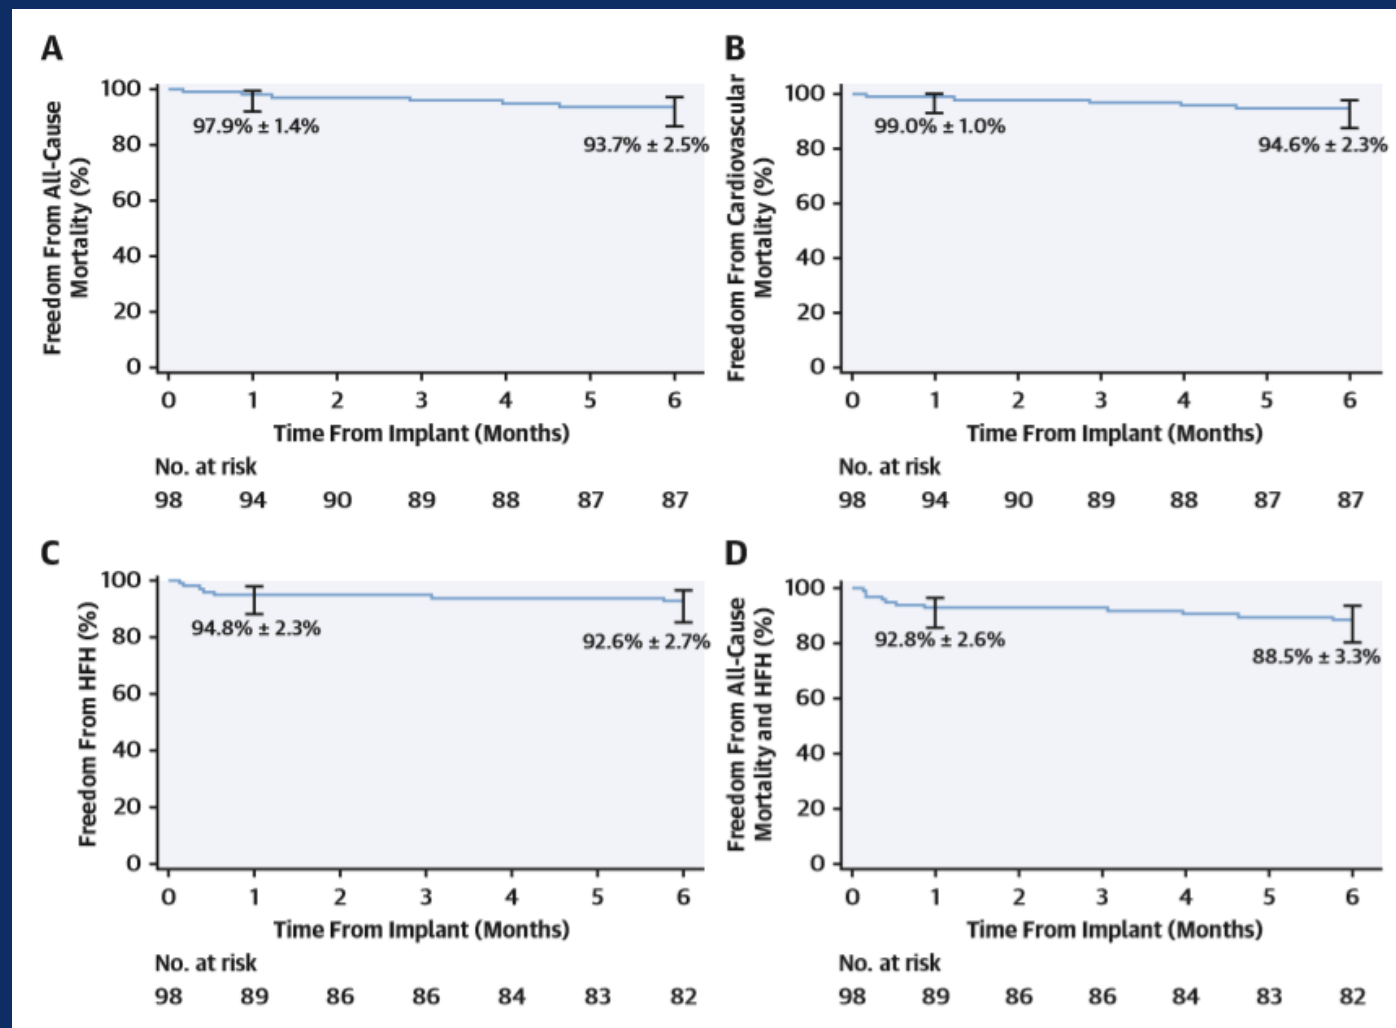 A
Freedom From All-Cause
Mortality (%)
100
80
60
40
20
0
97.9% ± 1.4%
93.7% ± 2.5%
0 1 2 3 4 5 6
Time From Implant (Months)
No. at risk
98 94 90 89 88 87 87
B
Freedom From Cardiovascular
Mortality (%)
100
80
60
40
20
0
99.0% ± 1.0%
94.6% ± 2.3%
0 1 2 3 4 5 6
Time From Implant (Months)
No. at risk
98 94 90 89 88 87 87
C
Freedom From HFH (%)
100
80
60
40
20
0
94.8% ± 2.3%
92.6% ± 2.7%
0 1 2 3 4 5 6
Time From Implant (Months)
No. at risk
98 89 86 86 84 83 82
D
Freedom From All-Cause
Mortality and HFH (%)
100
80
60
40
20
0
92.8% ± 2.6%
88.5% ± 3.3%
0 1 2 3 4 5 6
Time From Implant (Months)
No. at risk
98 89 86 86 84 83 82